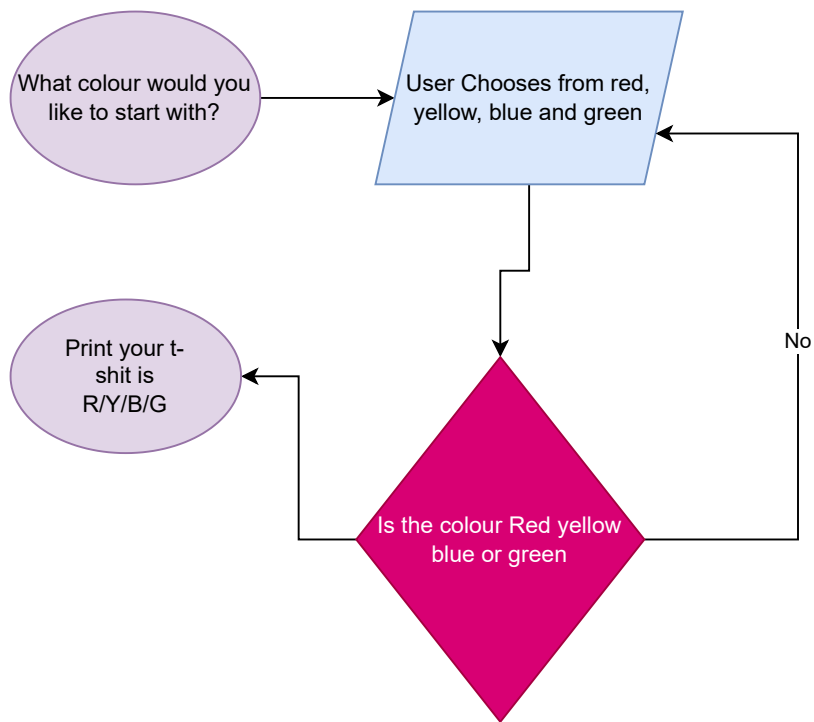 What colour would you
like to start with?
User Chooses from red,
yellow, blue and green
No
Print your t-
shit is
R/Y/B/G
Is the colour Red yellow
blue or green